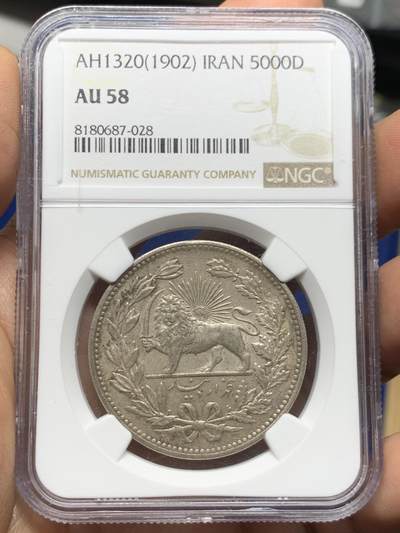 AH1320(1902) IRAN 5000D
AU 58
8180687-028
NUMISMATIC GUARANTY COMPANY NGC